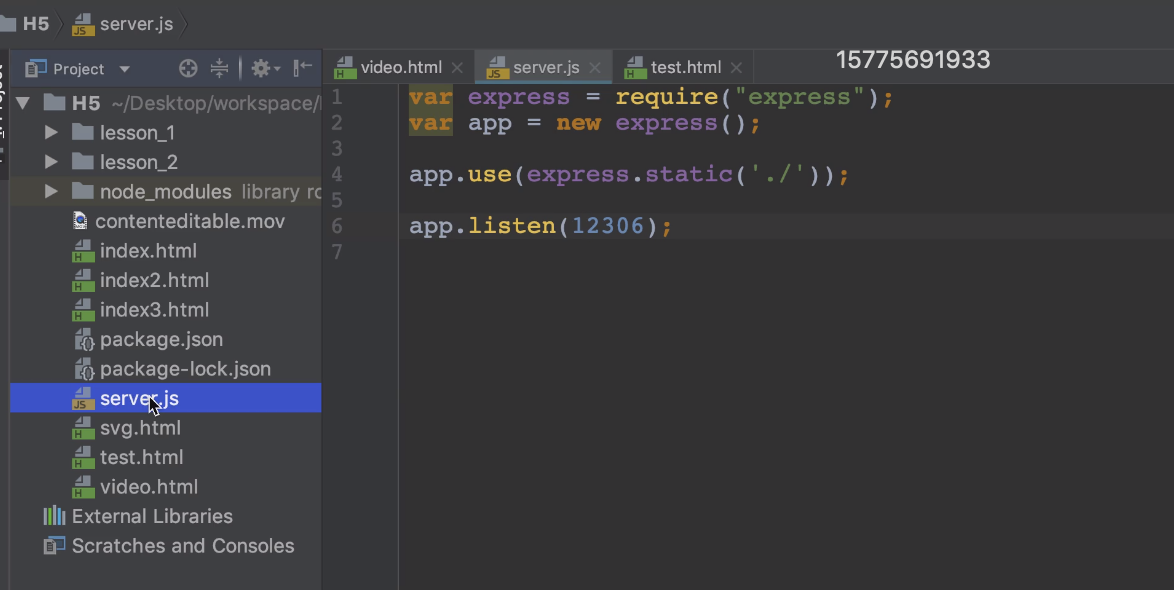 H5 server.js
Project
video.html server.js test.html 15775691933
H5 ~/Desktop/workspace/
lesson_1
lesson_2
node_modules library ro
contenteditable.mov
index.html
index2.html
index3.html
package.json
package-lock.json
server.js
svg.html
test.html
video.html
External Libraries
Scratches and Consoles
1 var express = require("express");
2 var app = new express();
3
4 app.use(express.static('./'));
5
6 app.listen(12306);
7